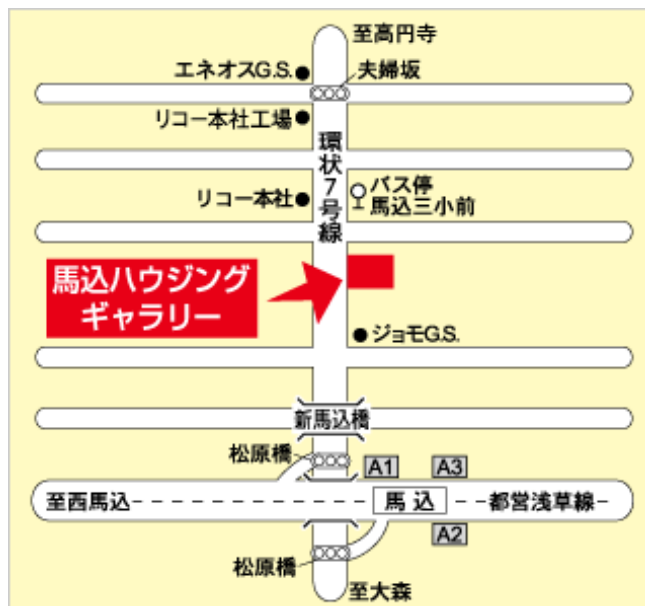 至高円寺
エネオスG.S.
夫婦坂
リコー本社工場
環状7号線
リコー本社
バス停
馬込三小前
馬込ハウジング
ギャラリー
ジョモG.S.
新馬込橋
松原橋
A1
A3
至西馬込
馬込
都営浅草線
A2
松原橋
至大森